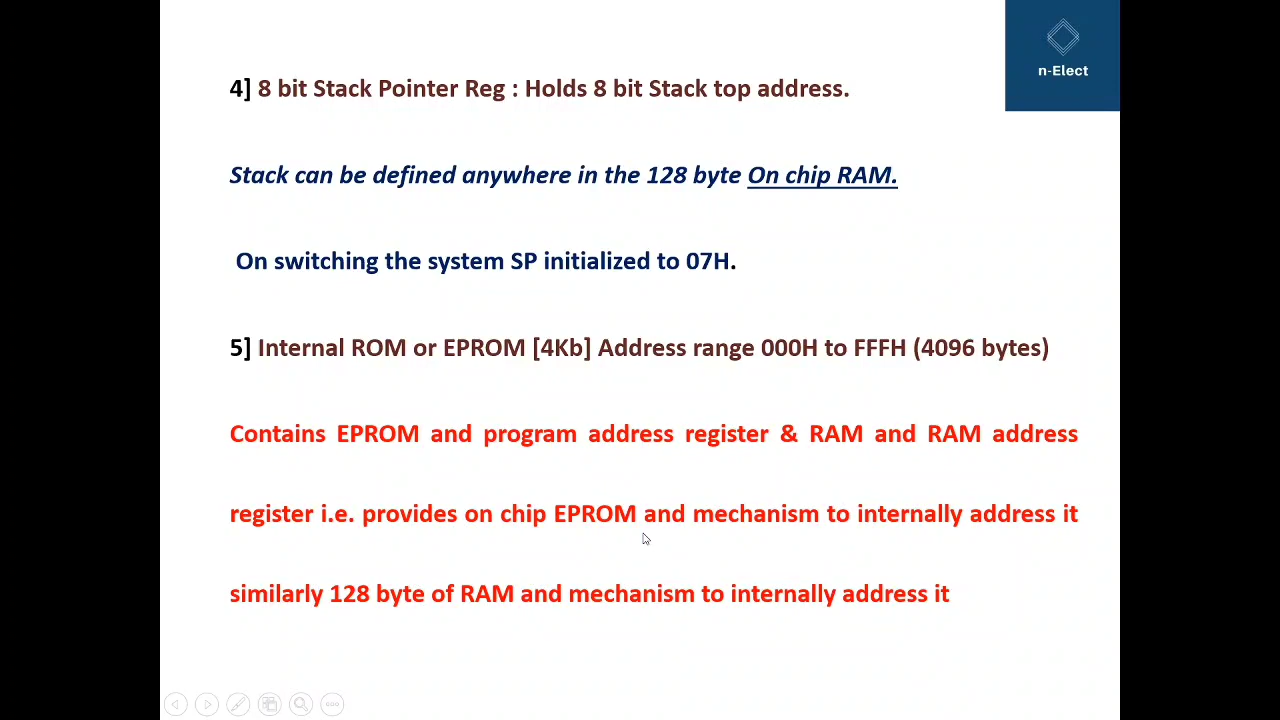 n-Elect
4] 8 bit Stack Pointer Reg : Holds 8 bit Stack top address.
Stack can be defined anywhere in the 128 byte On chip RAM.
On switching the system SP initialized to 07H.
5] Internal ROM or EPROM [4Kb] Address range 000H to FFFH (4096 bytes)
Contains EPROM and program address register & RAM and RAM address
register i.e. provides on chip EPROM and mechanism to internally address it
similarly 128 byte of RAM and mechanism to internally address it